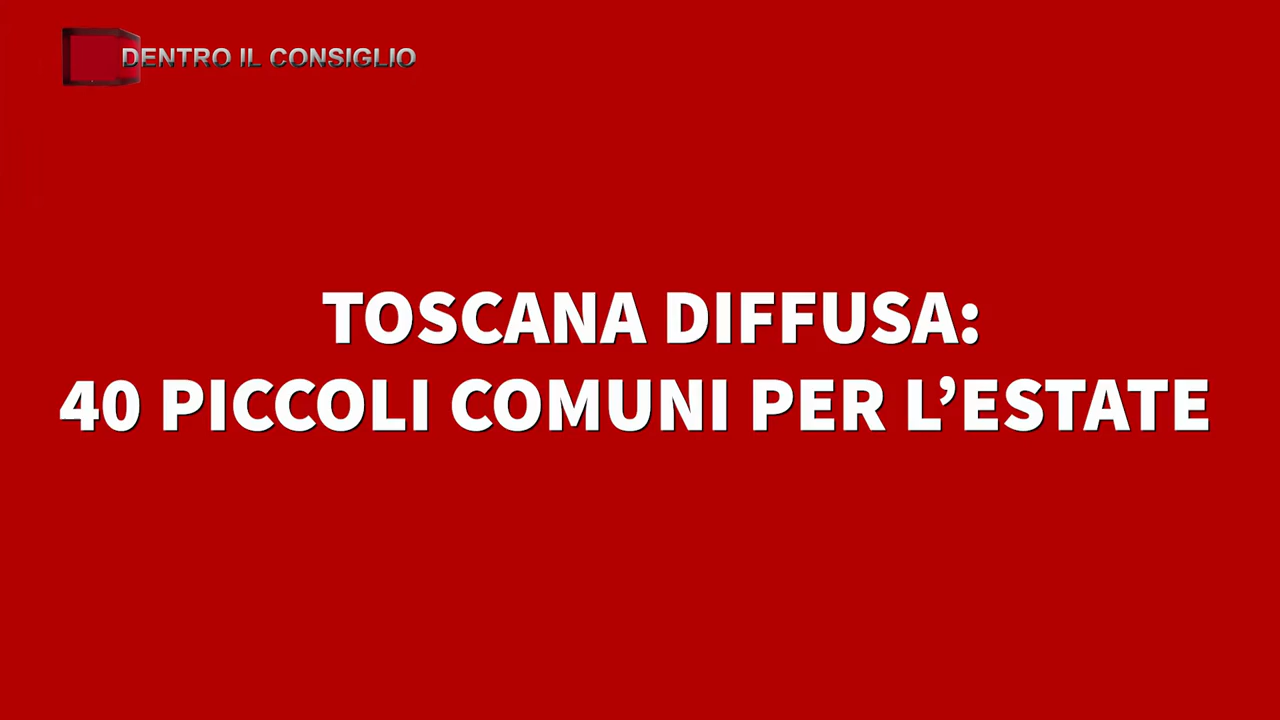 DENTRO IL CONSIGLIO
TOSCANA DIFFUSA:
40 PICCOLI COMUNI PER L’ESTATE